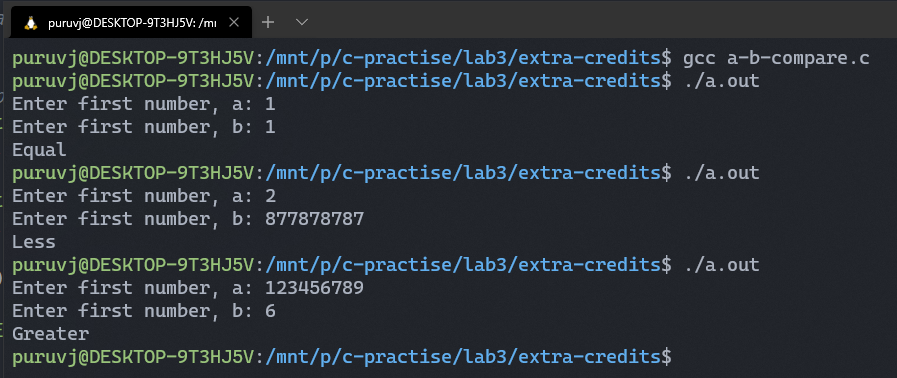 puruvj@DESKTOP-9T3HJ5V: /m
puruvj@DESKTOP-9T3HJ5V:/mnt/p/c-practise/lab3/extra-credits$ gcc a-b-compare.c
puruvj@DESKTOP-9T3HJ5V:/mnt/p/c-practise/lab3/extra-credits$ ./a.out
Enter first number, a: 1
Enter first number, b: 1
Equal
puruvj@DESKTOP-9T3HJ5V:/mnt/p/c-practise/lab3/extra-credits$ ./a.out
Enter first number, a: 2
Enter first number, b: 877878787
Less
puruvj@DESKTOP-9T3HJ5V:/mnt/p/c-practise/lab3/extra-credits$ ./a.out
Enter first number, a: 123456789
Enter first number, b: 6
Greater
puruvj@DESKTOP-9T3HJ5V:/mnt/p/c-practise/lab3/extra-credits$